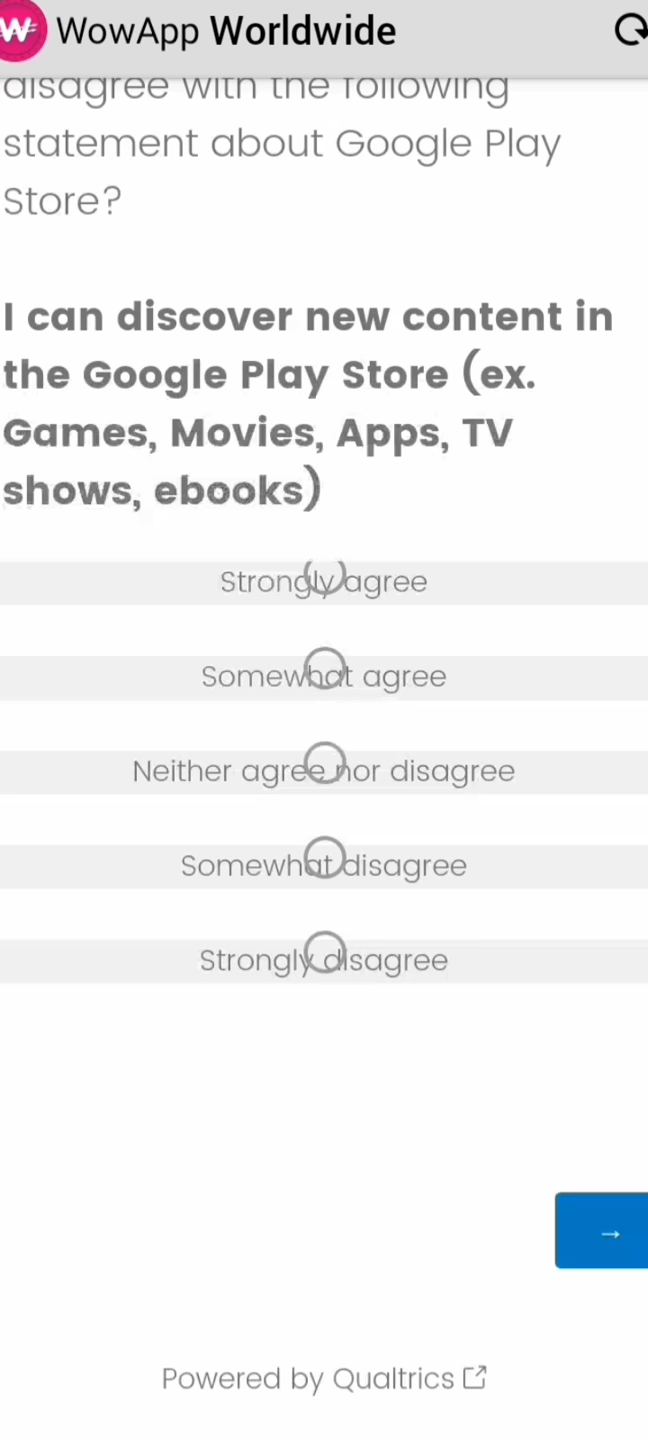 WowApp Worldwide
disagree with the following
statement about Google Play
Store?
I can discover new content in
the Google Play Store (ex.
Games, Movies, Apps, TV
shows, ebooks)
Strongly agree
Somewhat agree
Neither agree nor disagree
Somewhat disagree
Strongly disagree
→
Powered by Qualtrics